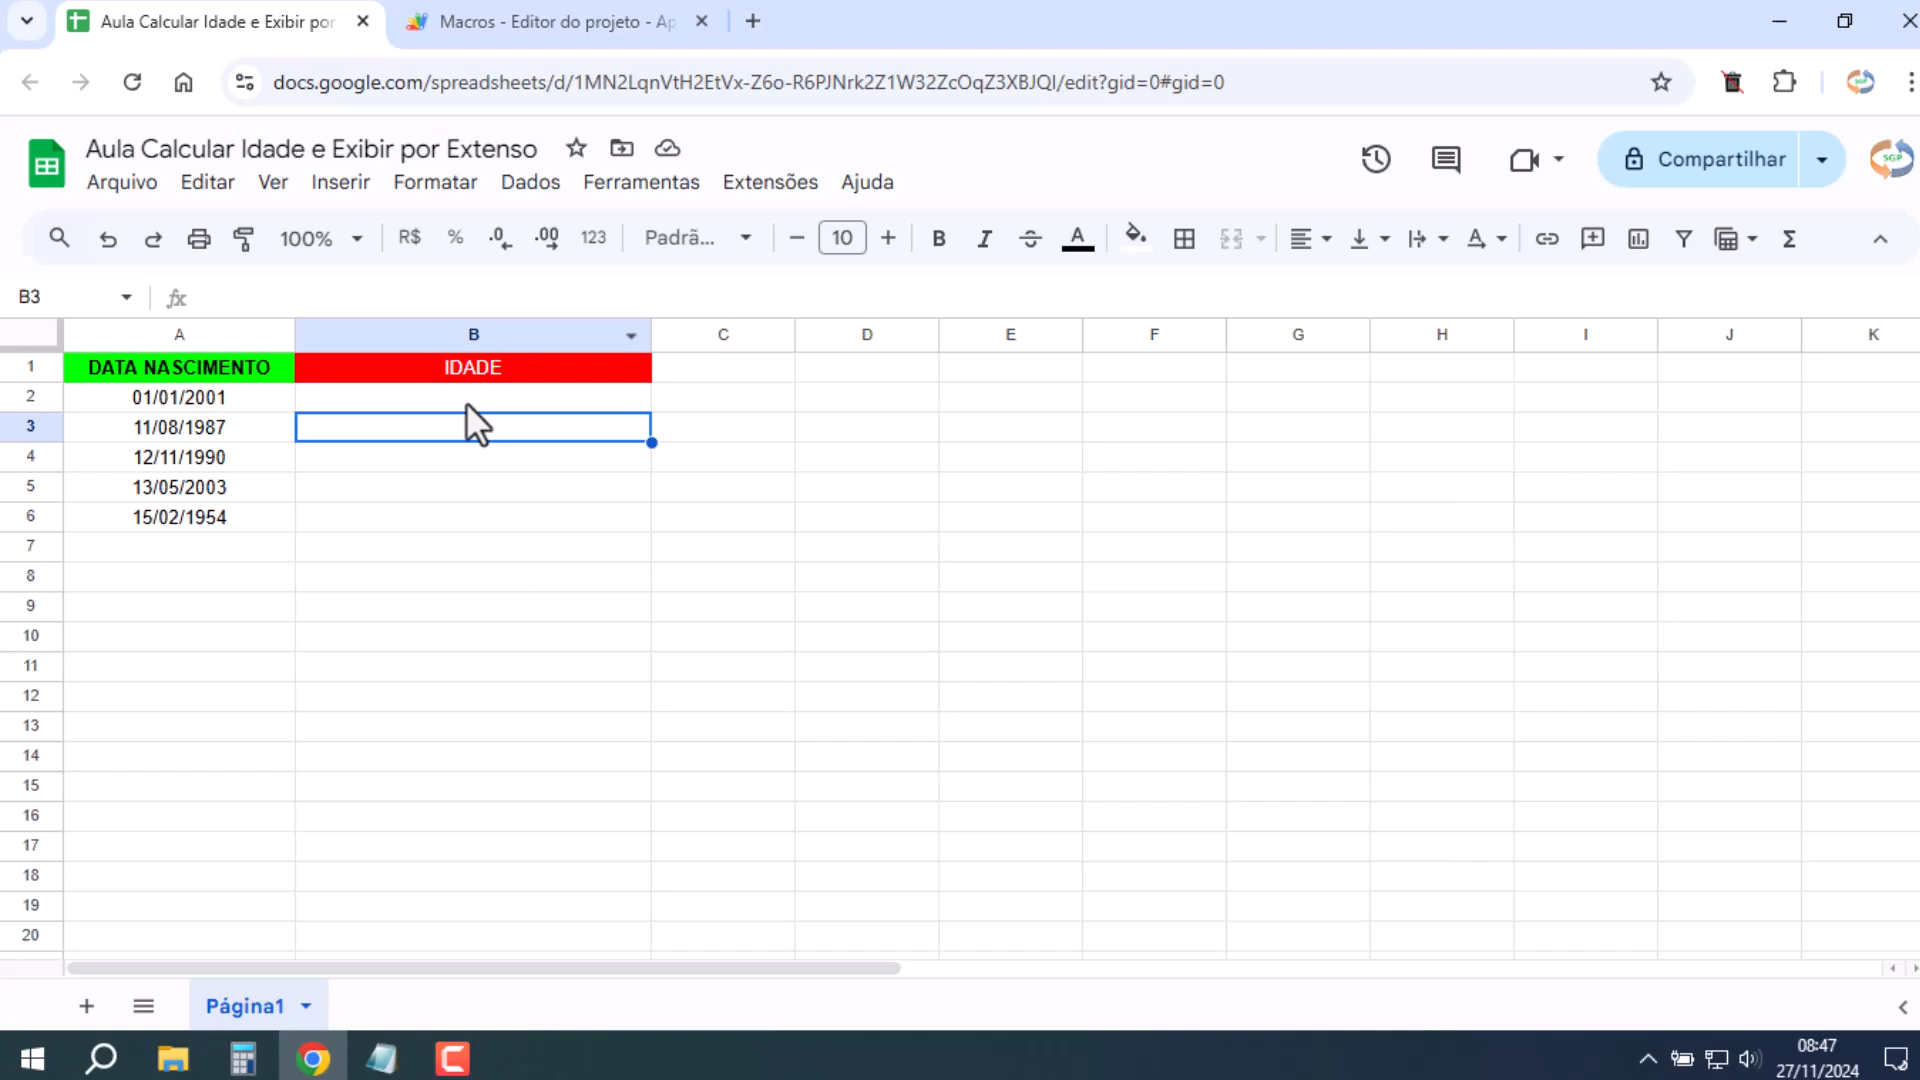 Aula Calcular Idade e Exibir por
Macros - Editor do projeto - Ap
docs.google.com/spreadsheets/d/1MN2LqnVtH2EtVx-Z6o-R6PJNrk2Z1W32ZcOqZ3XBJQI/edit?gid=0#gid=0
Aula Calcular Idade e Exibir por Extenso
Arquivo Editar Ver Inserir Formatar Dados Ferramentas Extensões Ajuda
Compartilhar
SGP
100% R$ % .0 .00 123 Padrã... 10 B I A A Σ
B3 fx
A B C D E F G H I J K
1 DATA NASCIMENTO IDADE
2 01/01/2001
3 11/08/1987
4 12/11/1990
5 13/05/2003
6 15/02/1954
7
8
9
10
11
12
13
14
15
16
17
18
19
20
Página1
08:47
27/11/2024